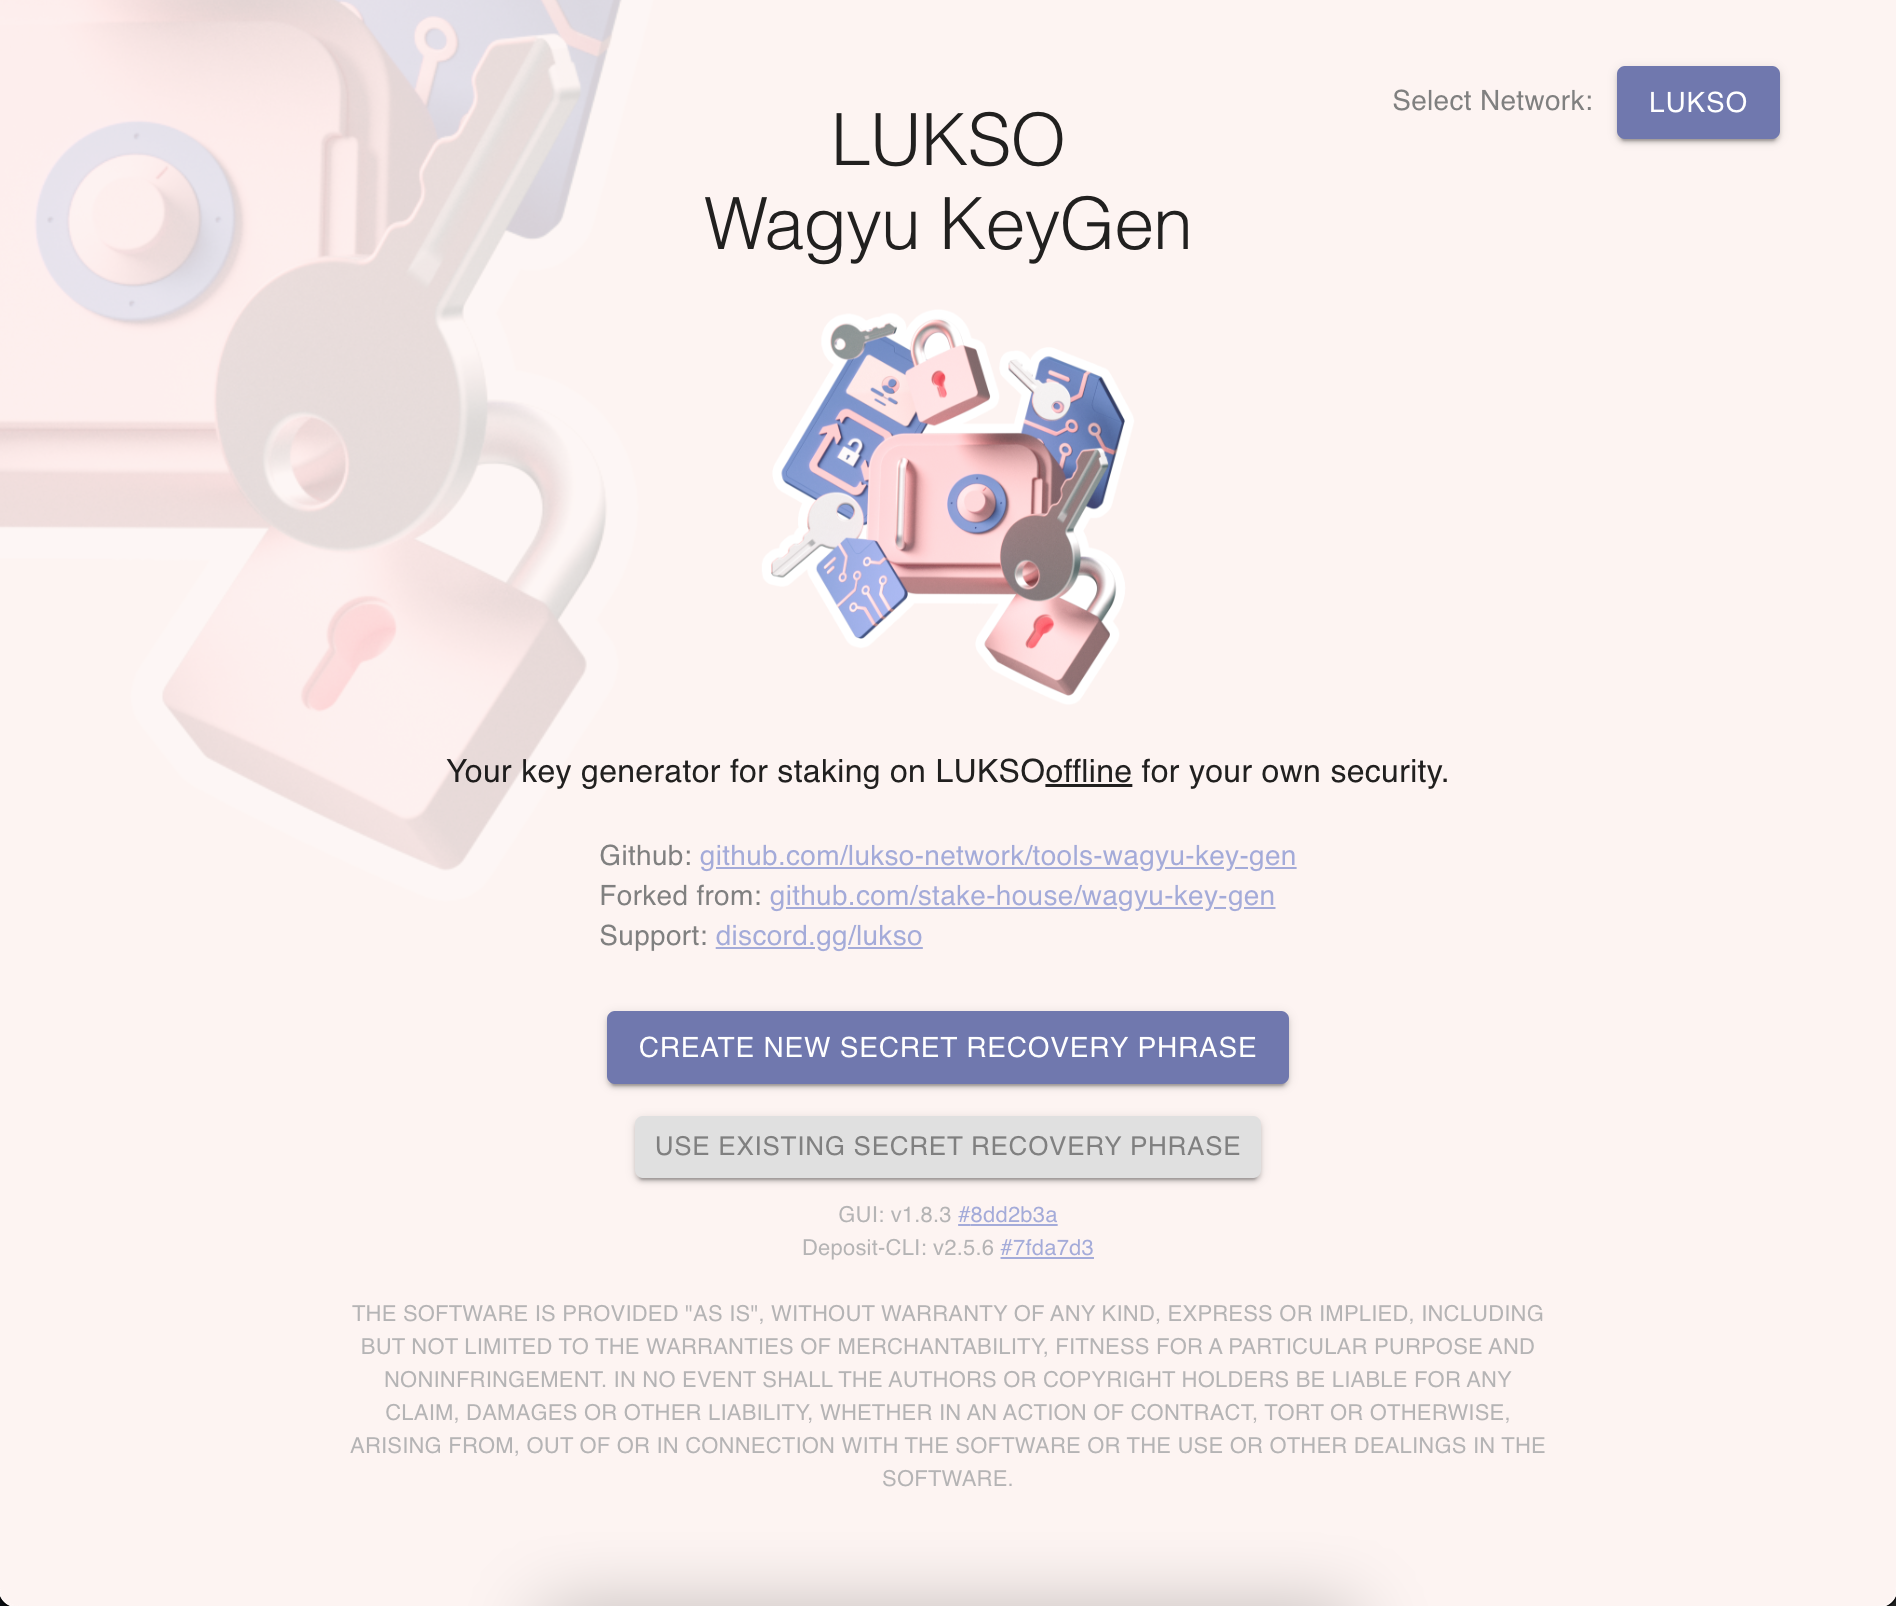 Select Network: LUKSO
LUKSO
Wagyu KeyGen
Your key generator for staking on LUKSOoffline for your own security.
Github: github.com/lukso-network/tools-wagyu-key-gen
Forked from: github.com/stake-house/wagyu-key-gen
Support: discord.gg/lukso
CREATE NEW SECRET RECOVERY PHRASE
USE EXISTING SECRET RECOVERY PHRASE
GUI: v1.8.3 #8dd2b3a
Deposit-CLI: v2.5.6 #7fda7d3
THE SOFTWARE IS PROVIDED "AS IS", WITHOUT WARRANTY OF ANY KIND, EXPRESS OR IMPLIED, INCLUDING
BUT NOT LIMITED TO THE WARRANTIES OF MERCHANTABILITY, FITNESS FOR A PARTICULAR PURPOSE AND
NONINFRINGEMENT. IN NO EVENT SHALL THE AUTHORS OR COPYRIGHT HOLDERS BE LIABLE FOR ANY
CLAIM, DAMAGES OR OTHER LIABILITY, WHETHER IN AN ACTION OF CONTRACT, TORT OR OTHERWISE,
ARISING FROM, OUT OF OR IN CONNECTION WITH THE SOFTWARE OR THE USE OR OTHER DEALINGS IN THE
SOFTWARE.